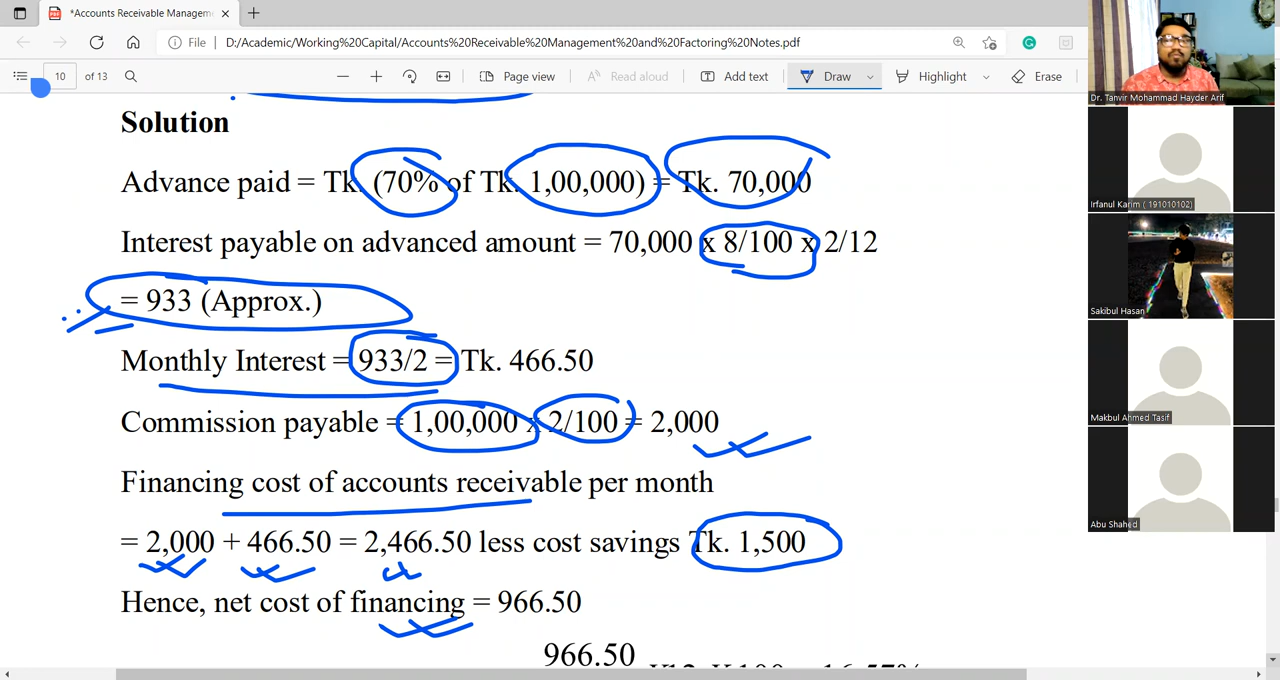 *Accounts Receivable Managem
File
D:/Academic/Working%20Capital/Accounts%20Receivable%20Management%20and%20Factoring%20Notes.pdf
10 of 13
Page view
Read aloud
Add text
Draw
Highlight
Erase
Solution
Advance paid = Tk. (70% of Tk. 1,00,000) = Tk. 70,000
Interest payable on advanced amount = 70,000 x 8/100 x 2/12
= 933 (Approx.)
Monthly Interest = 933/2 = Tk. 466.50
Commission payable = 1,00,000 x 2/100 = 2,000
Financing cost of accounts receivable per month
= 2,000 + 466.50 = 2,466.50 less cost savings Tk. 1,500
Hence, net cost of financing = 966.50
966.50
X12 X 100 = 16.57%
Dr. Tanvir Mohammad Hayder Arif
Irfanul Karim ( 191010102)
Sakibul Hasan
Makbul Ahmed Tasif
Abu Shahed